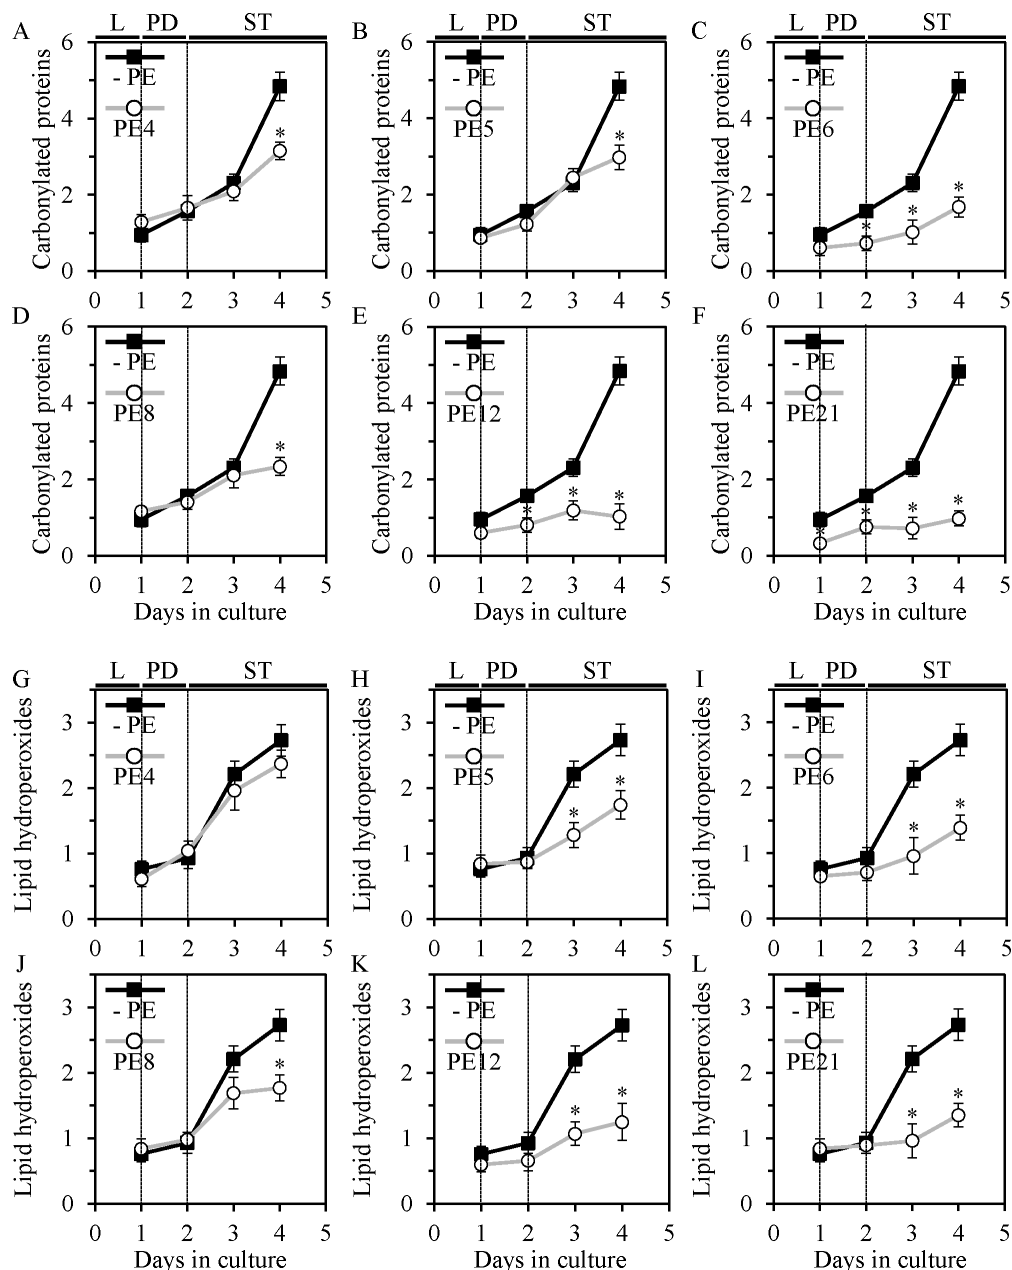 L PD ST L PD ST L PD ST
A B C
Carbonylated proteins
6
4
2
0
- PE
PE4
*
0 1 2 3 4 5
Carbonylated proteins
6
4
2
0
- PE
PE5
*
0 1 2 3 4 5
Carbonylated proteins
6
4
2
0
- PE
PE6
* * *
0 1 2 3 4 5
D E F
Carbonylated proteins
6
4
2
0
- PE
PE8
*
0 1 2 3 4 5
Days in culture
Carbonylated proteins
6
4
2
0
- PE
PE12
* * *
0 1 2 3 4 5
Days in culture
Carbonylated proteins
6
4
2
0
- PE
PE21
* * * *
0 1 2 3 4 5
Days in culture
L PD ST L PD ST L PD ST
G H I
Lipid hydroperoxides
3
2
1
0
- PE
PE4
0 1 2 3 4 5
Lipid hydroperoxides
3
2
1
0
- PE
PE5
* *
0 1 2 3 4 5
Lipid hydroperoxides
3
2
1
0
- PE
PE6
* *
0 1 2 3 4 5
J K L
Lipid hydroperoxides
3
2
1
0
- PE
PE8
*
0 1 2 3 4 5
Days in culture
Lipid hydroperoxides
3
2
1
0
- PE
PE12
* *
0 1 2 3 4 5
Days in culture
Lipid hydroperoxides
3
2
1
0
- PE
PE21
* *
0 1 2 3 4 5
Days in culture